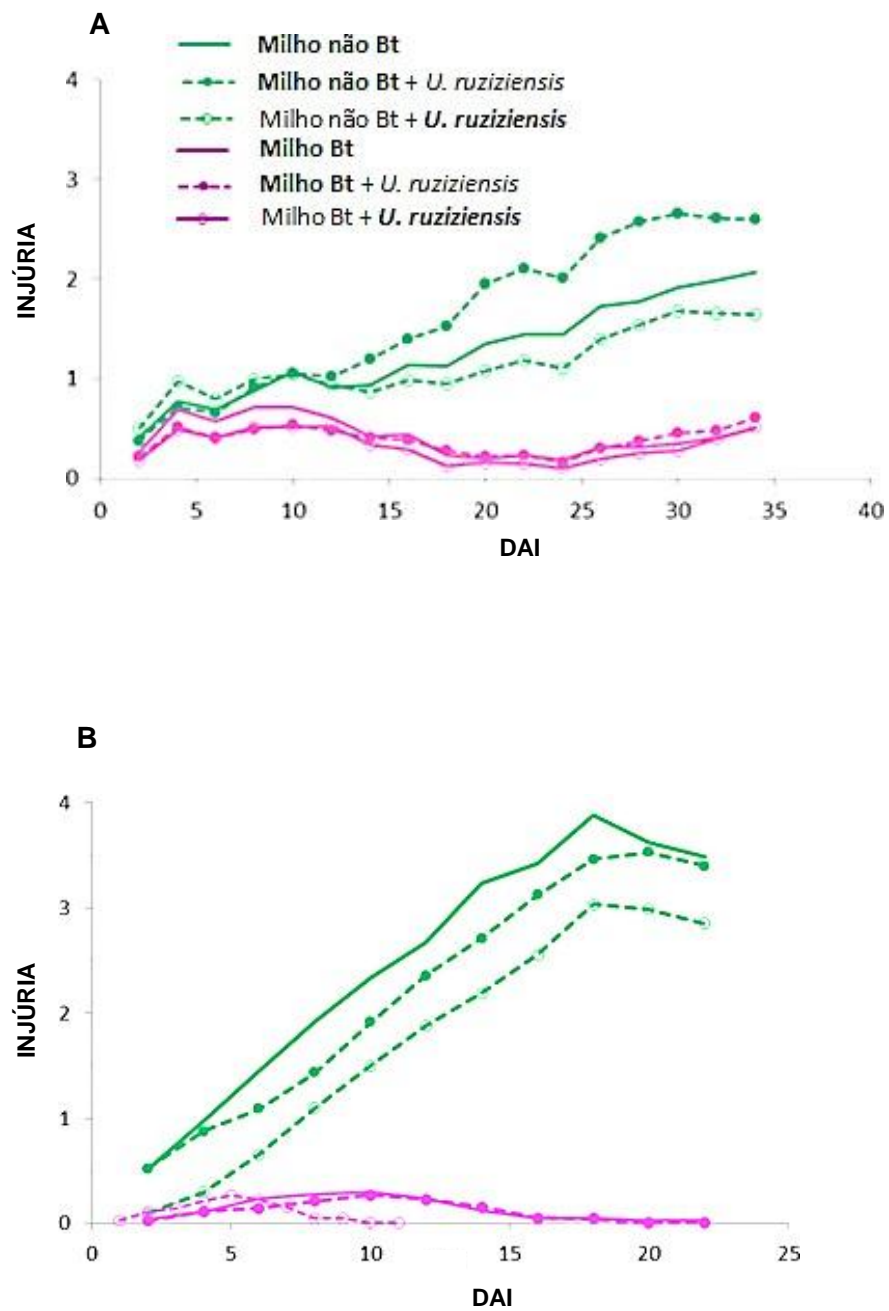 A
Milho não Bt
Milho não Bt + U. ruziziensis
Milho não Bt + U. ruziziensis
Milho Bt
Milho Bt + U. ruziziensis
Milho Bt + U. ruziziensis
4
3
2
1
0
INJÚRIA
0 5 10 15 20 25 30 35 40
DAI
B
4
3
2
1
0
INJÚRIA
0 5 10 15 20 25
DAI